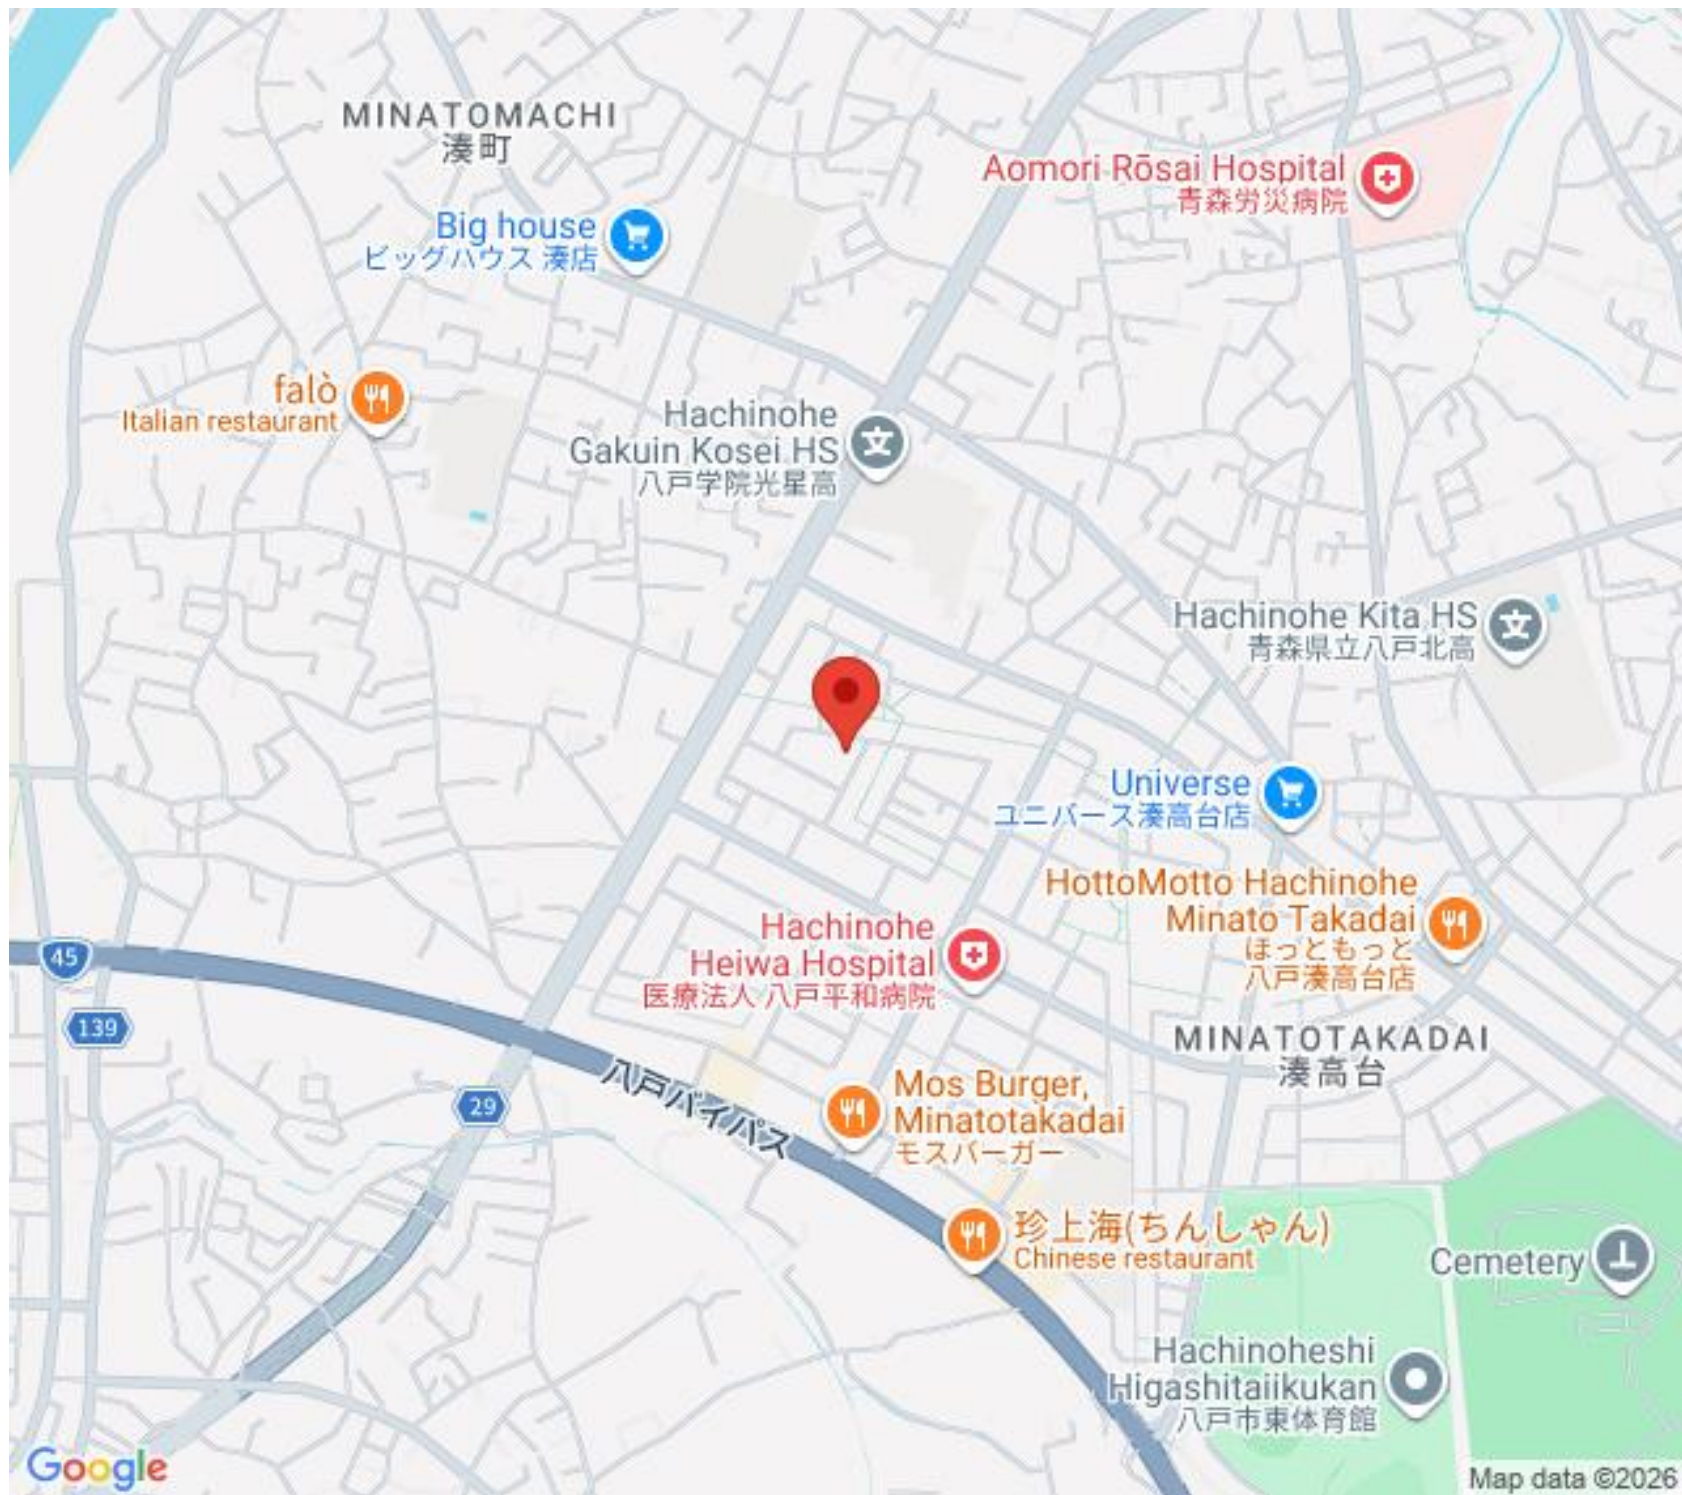 MINATOMACHI
湊町
Aomori Rōsai Hospital
青森労災病院
Big house
ビッグハウス 湊店
falò
Italian restaurant
Hachinohe
Gakuin Kosei HS
八戸学院光星高
Hachinohe Kita HS
青森県立八戸北高
Universe
ユニバース湊高台店
HottoMotto Hachinohe
Minato Takadai
ほっともっと
八戸湊高台店
Hachinohe
Heiwa Hospital
医療法人 八戸平和病院
45
139
MINATOTAKADAI
湊高台
29
八戸バイパス
Mos Burger,
Minatotakadai
モスバーガー
珍上海(ちんしゃん)
Chinese restaurant
Cemetery
Hachinoheshi
Higashitaiikukan
八戸市東体育館
Google
Map data ©2026